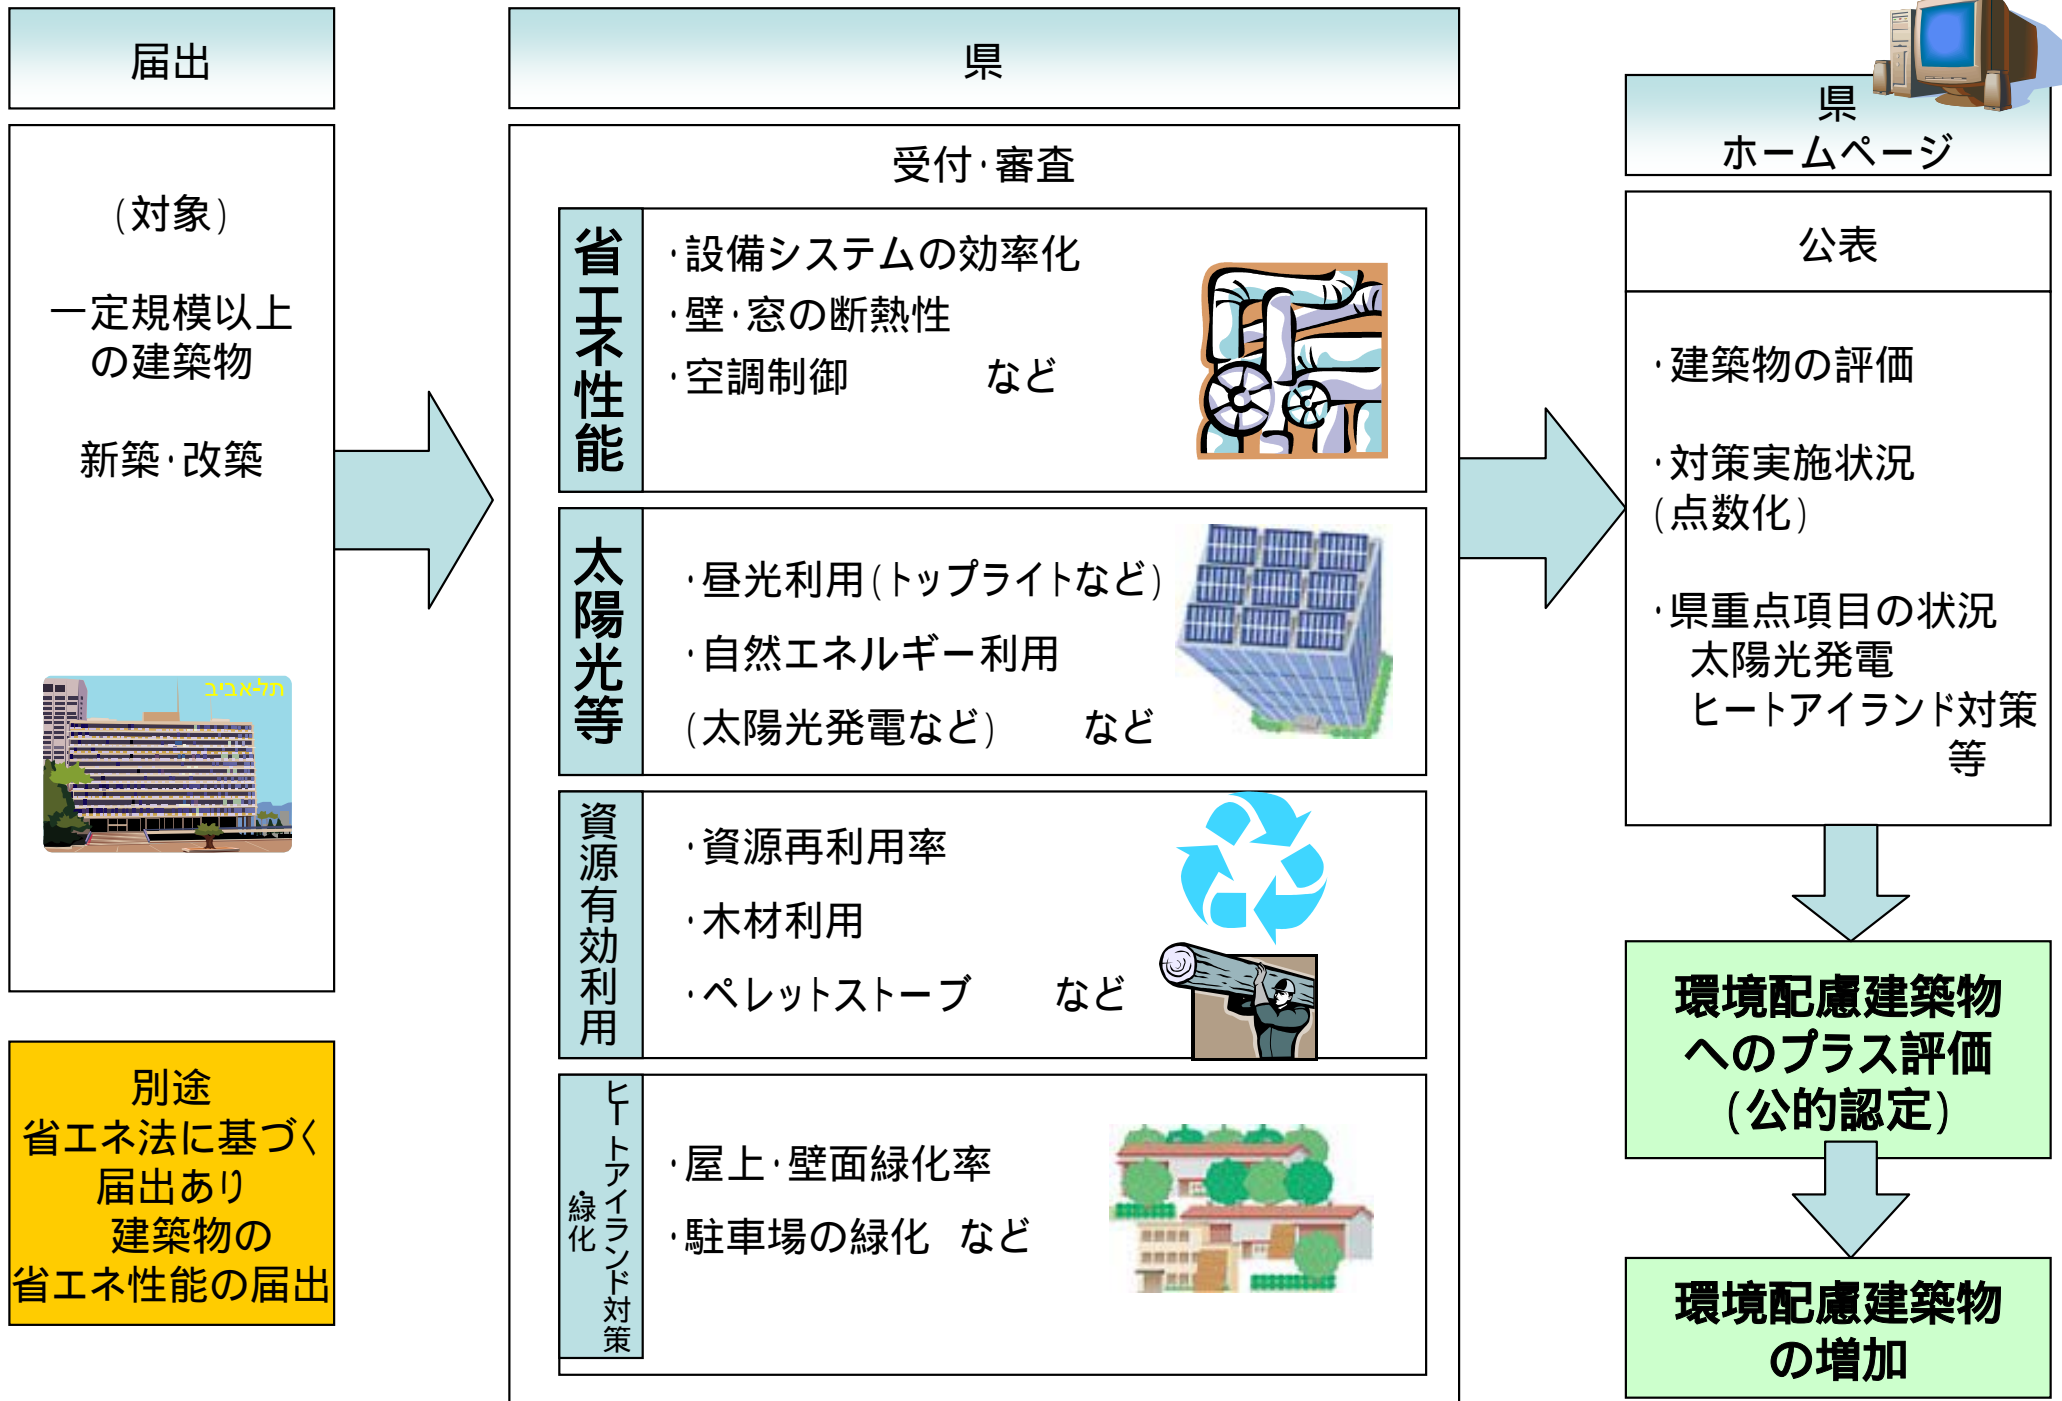 届出
(対象)
一定規模以上
の建築物
新築・改築
תל-אביב
別途
省エネ法に基づく
届出あり
建築物の
省エネ性能の届出
県
受付・審査
省エネ性能
・設備システムの効率化
・壁・窓の断熱性
・空調制御 など
太陽光等
・昼光利用(トップライトなど)
・自然エネルギー利用
(太陽光発電など) など
資源有効利用
・資源再利用率
・木材利用
・ペレットストーブ など
ヒートアイランド対策
・緑化
・屋上・壁面緑化率
・駐車場の緑化 など
県
ホームページ
公表
・建築物の評価
・対策実施状況
(点数化)
・県重点項目の状況
太陽光発電
ヒートアイランド対策
等
環境配慮建築物
へのプラス評価
(公的認定)
環境配慮建築物
の増加